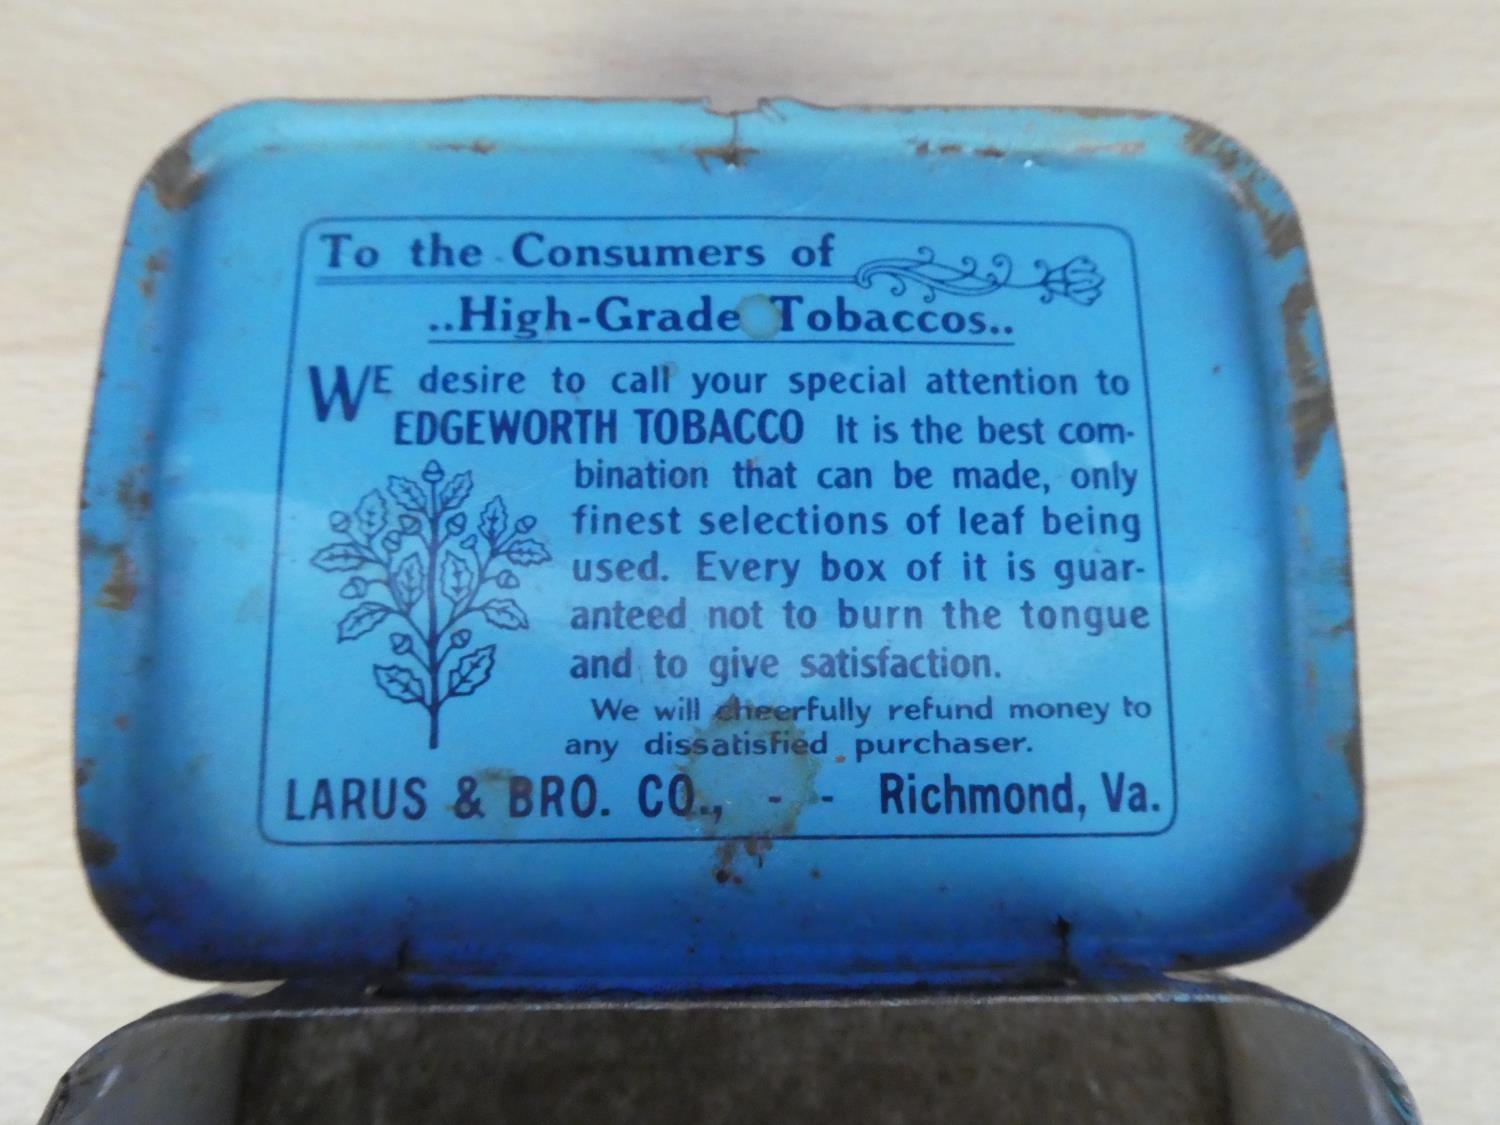 To the Consumers of
..High-Grade Tobaccos..
WE desire to call your special attention to
EDGEWORTH TOBACCO It is the best com-
bination that can be made, only
finest selections of leaf being
used. Every box of it is guar-
anteed not to burn the tongue
and to give satisfaction.
We will cheerfully refund money to
any dissatisfied purchaser.
LARUS & BRO. CO., - - Richmond, Va.